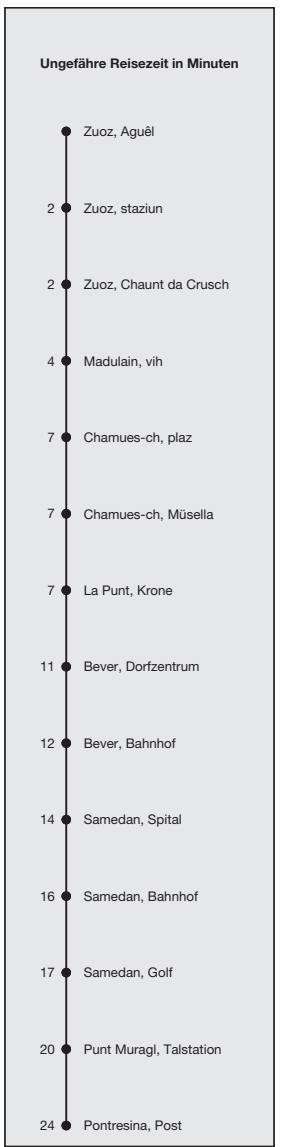 Ungefähre Reisezeit in Minuten
Zuoz, Aguêl
2 Zuoz, staziun
2 Zuoz, Chaunt da Crusch
4 Madulain, vih
7 Chamues-ch, plaz
7 Chamues-ch, Müsella
7 La Punt, Krone
11 Bever, Dorfzentrum
12 Bever, Bahnhof
14 Samedan, Spital
16 Samedan, Bahnhof
17 Samedan, Golf
20 Punt Muragl, Talstation
24 Pontresina, Post